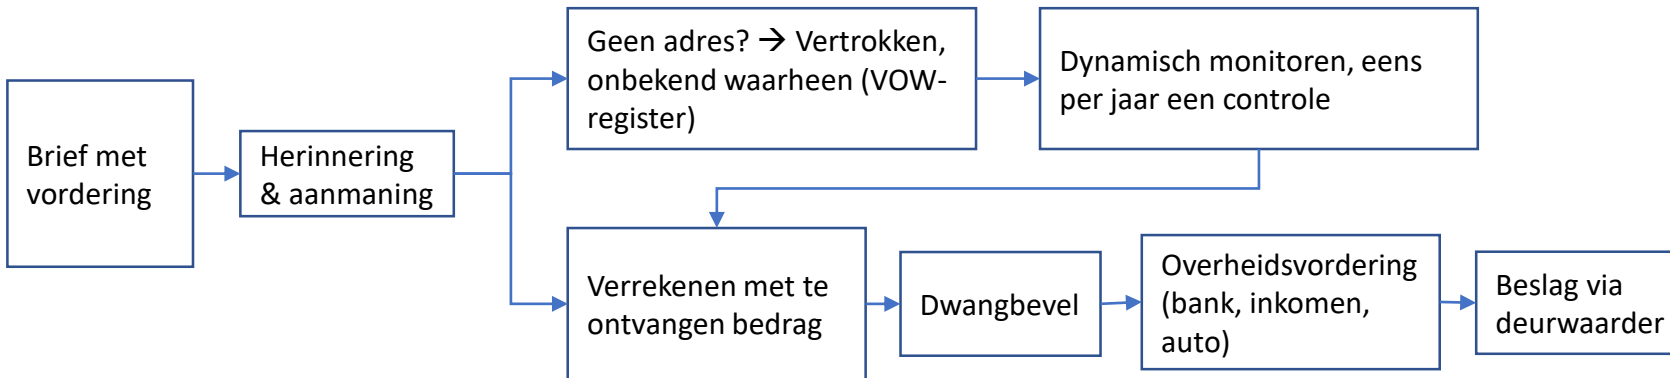 Brief met
vordering
Herinnering
& aanmaning
Geen adres? → Vertrokken,
onbekend waarheen (VOW-
register)
Dynamisch monitoren, eens
per jaar een controle
Verrekenen met te
ontvangen bedrag
Dwangbevel
Overheidsvordering
(bank, inkomen,
auto)
Beslag via
deurwaarder